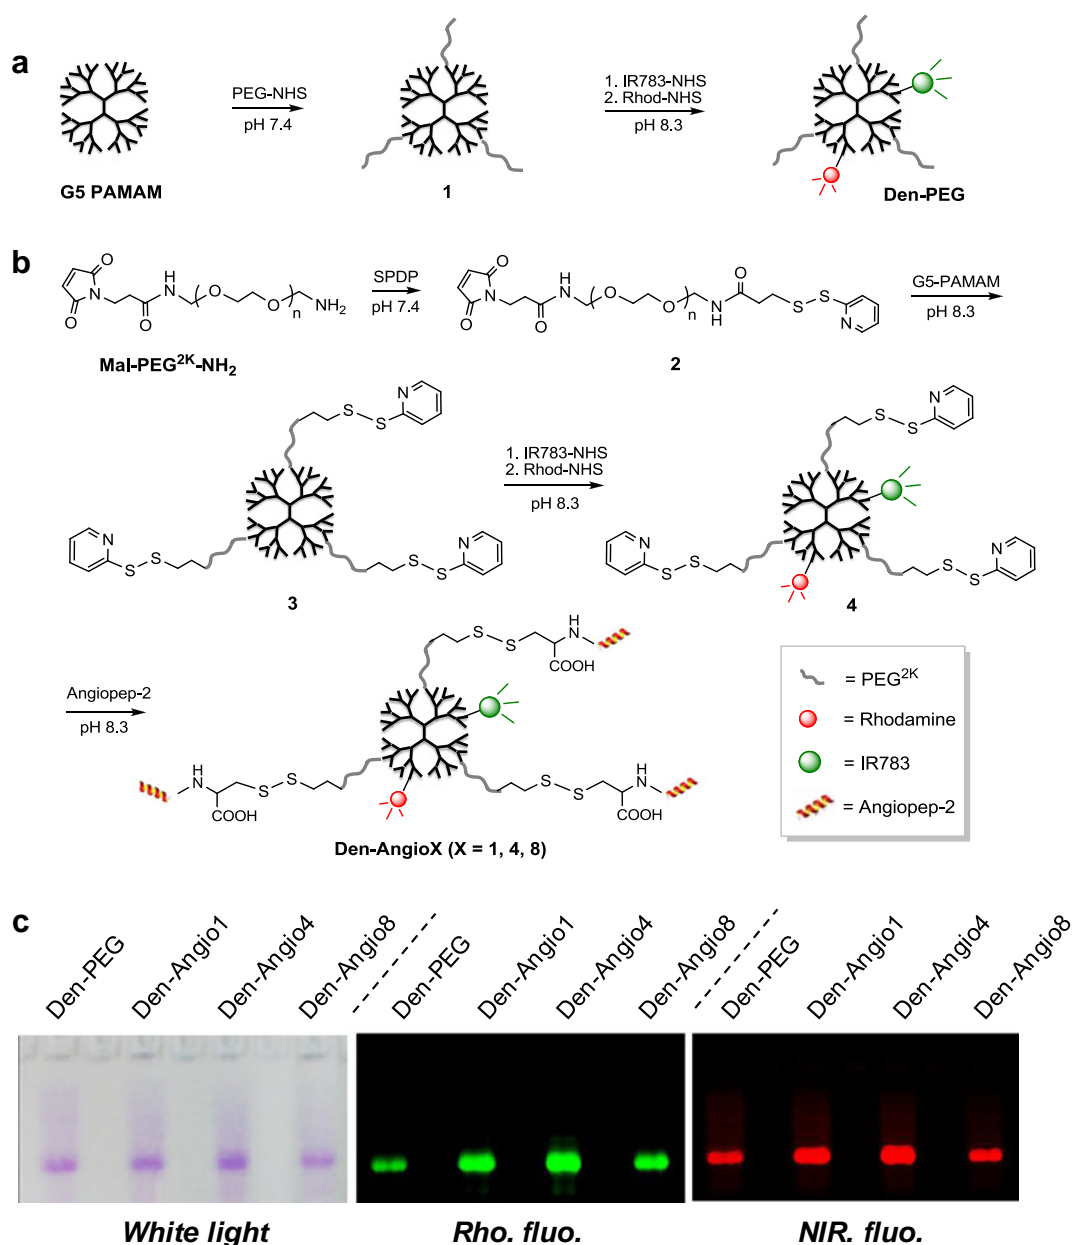 a
PEG-NHS
pH 7.4
1. IR783-NHS
2. Rhod-NHS
pH 8.3
G5 PAMAM
1
Den-PEG
b
O
N
O
O
H
N
O
O
n
NH2
Mal-PEG2K-NH2
SPDP
pH 7.4
O
N
O
O
H
N
O
O
n
N
H
O
S
S
N
2
G5-PAMAM
pH 8.3
S
S
N
N
S
S
S
S
N
3
1. IR783-NHS
2. Rhod-NHS
pH 8.3
S
S
N
N
S
S
S
S
N
4
Angiopep-2
pH 8.3
S
S
H
N
COOH
H
N
S
S
COOH
S
S
H
N
COOH
Den-AngioX (X = 1, 4, 8)
= PEG2K
= Rhodamine
= IR783
= Angiopep-2
c
Den-PEG
Den-Angio1
Den-Angio4
Den-Angio8
Den-PEG
Den-Angio1
Den-Angio4
Den-Angio8
Den-PEG
Den-Angio1
Den-Angio4
Den-Angio8
White light
Rho. fluo.
NIR. fluo.